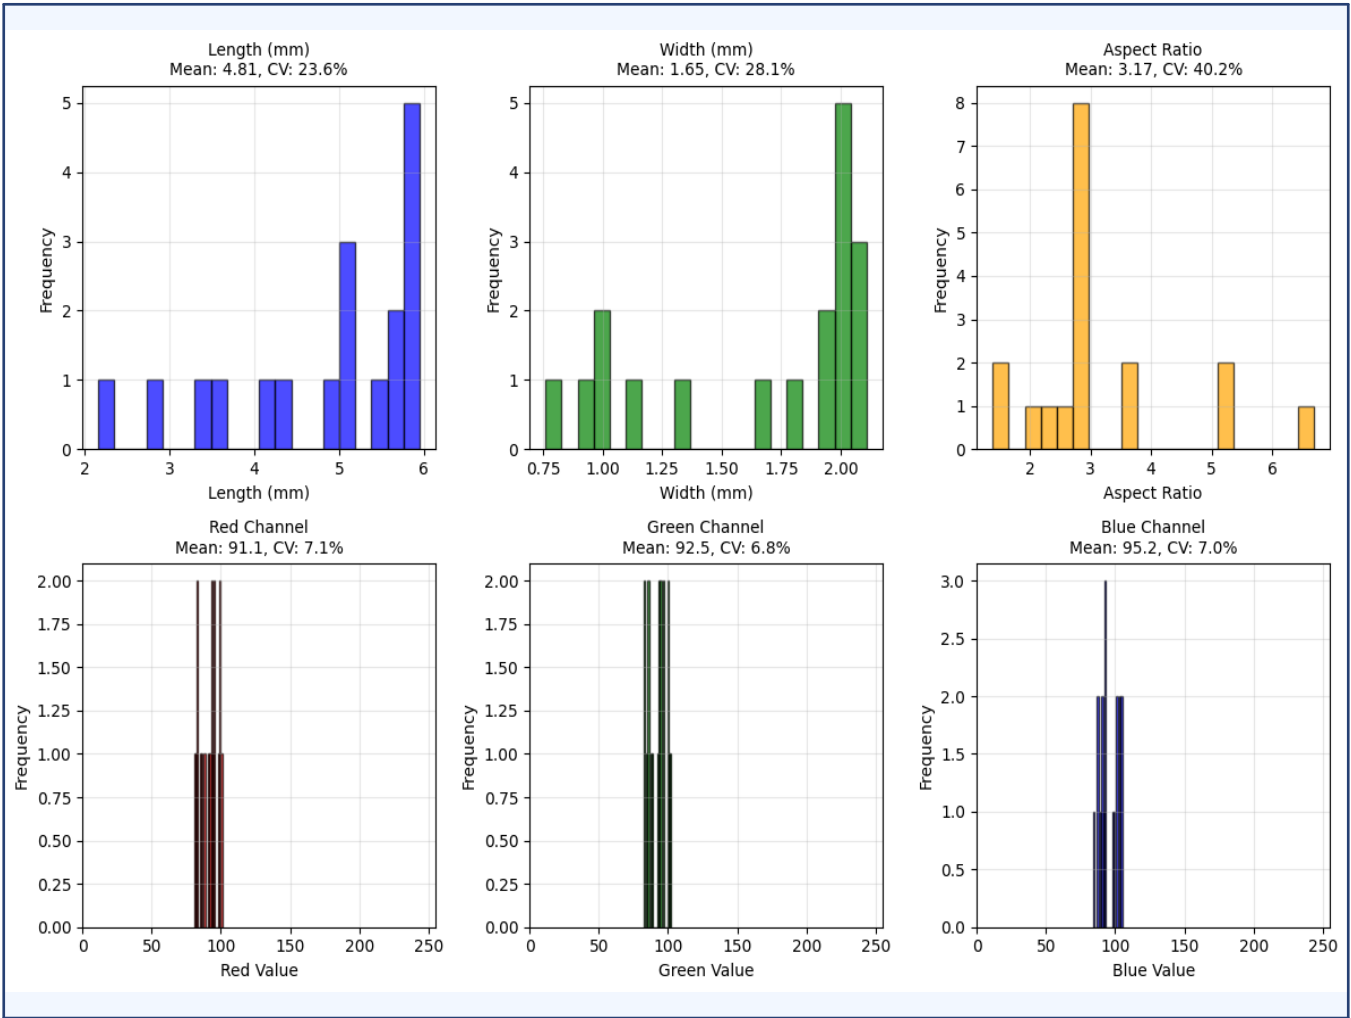 Length (mm)
Mean: 4.81, CV: 23.6%
5
4
3
2
1
0
Frequency
2 3 4 5 6
Length (mm)
Width (mm)
Mean: 1.65, CV: 28.1%
5
4
3
2
1
0
Frequency
0.75 1.00 1.25 1.50 1.75 2.00
Width (mm)
Aspect Ratio
Mean: 3.17, CV: 40.2%
8
7
6
5
4
3
2
1
0
Frequency
2 3 4 5 6
Aspect Ratio
Red Channel
Mean: 91.1, CV: 7.1%
2.00
1.75
1.50
1.25
1.00
0.75
0.50
0.25
0.00
Frequency
0 50 100 150 200 250
Red Value
Green Channel
Mean: 92.5, CV: 6.8%
2.00
1.75
1.50
1.25
1.00
0.75
0.50
0.25
0.00
Frequency
0 50 100 150 200 250
Green Value
Blue Channel
Mean: 95.2, CV: 7.0%
3.0
2.5
2.0
1.5
1.0
0.5
0.0
Frequency
0 50 100 150 200 250
Blue Value